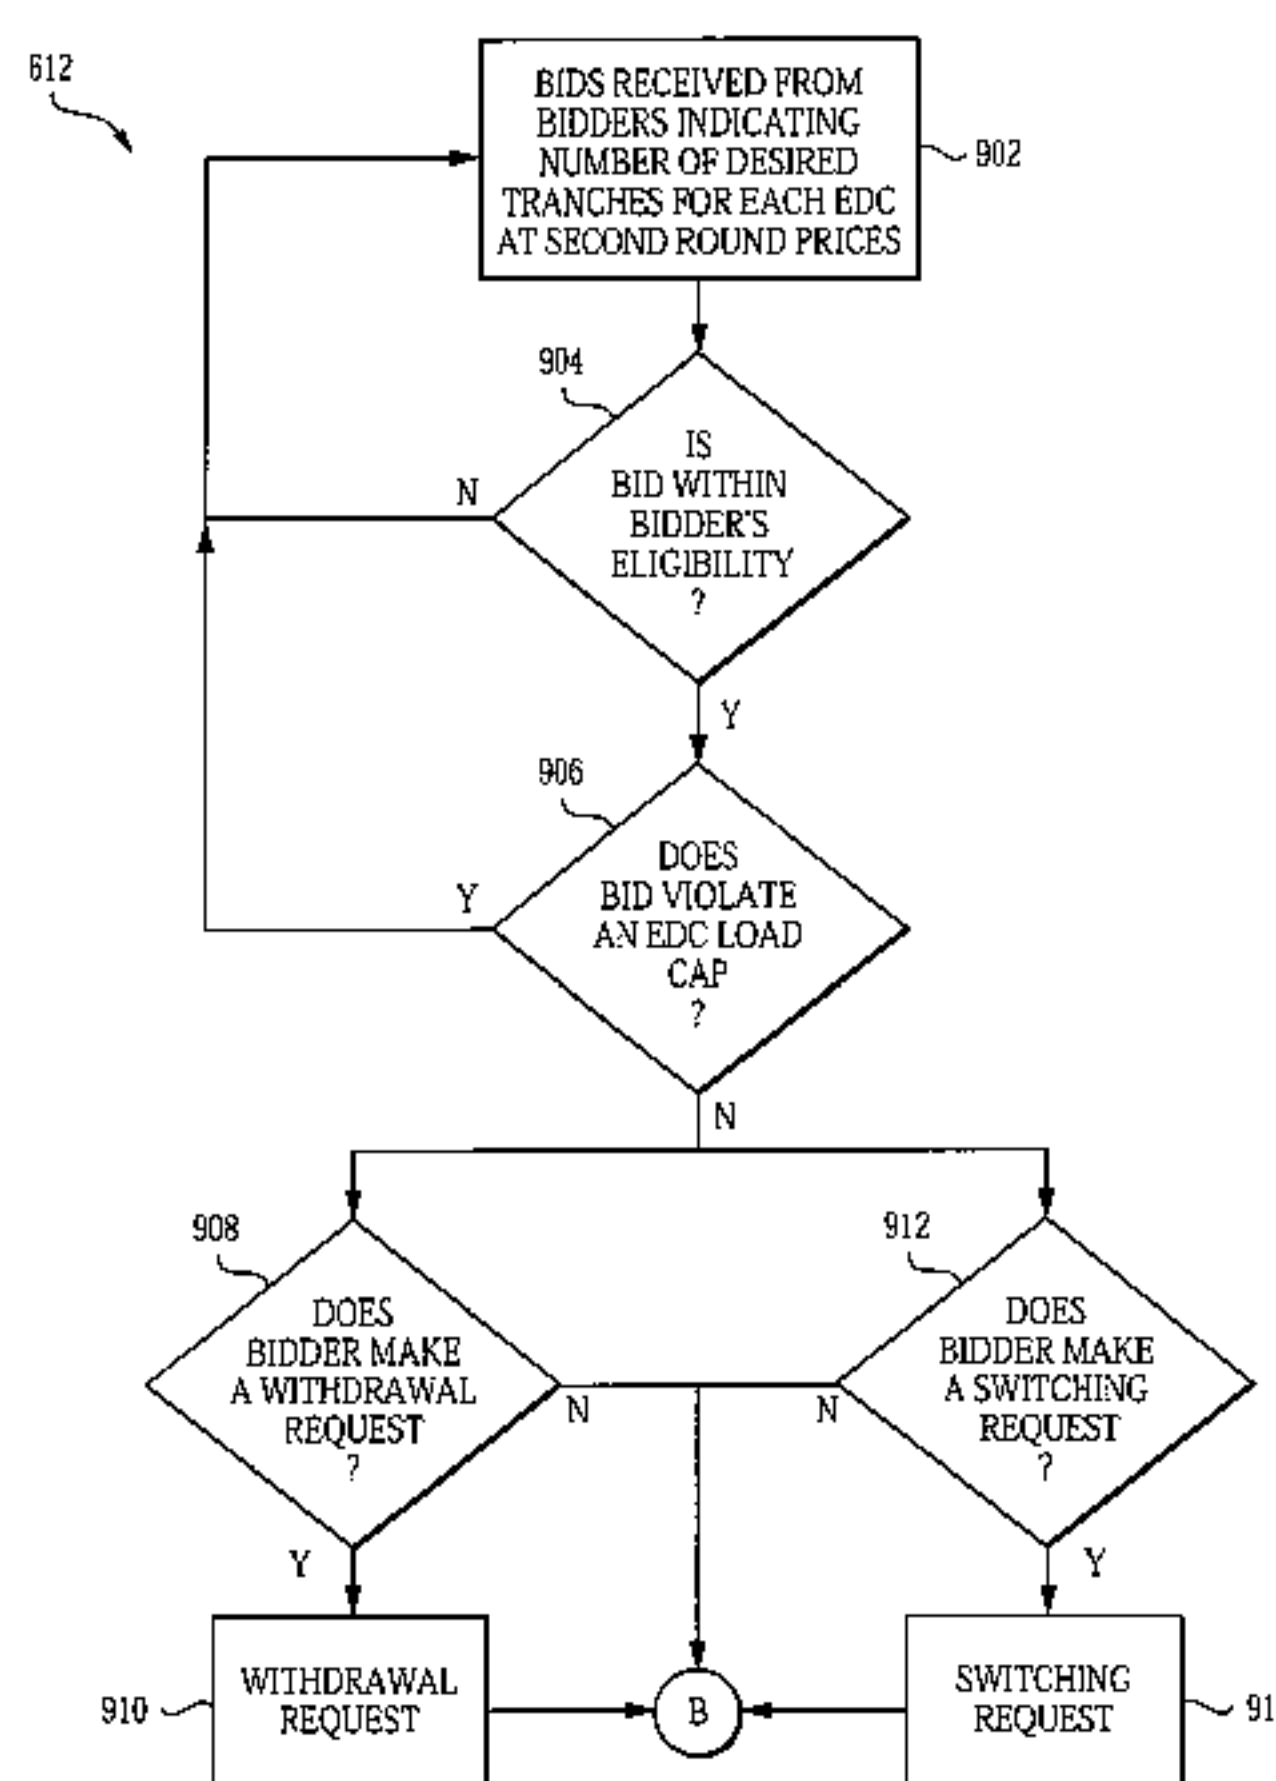 612
BIDS RECEIVED FROM
BIDDERS INDICATING
NUMBER OF DESIRED
TRANCHES FOR EACH EDC
AT SECOND ROUND PRICES
902
904
IS
BID WITHIN
BIDDER'S
ELIGIBILITY
?
N
Y
906
DOES
BID VIOLATE
AN EDC LOAD
CAP
?
Y
N
908
DOES
BIDDER MAKE
A WITHDRAWAL
REQUEST
?
N
Y
912
DOES
BIDDER MAKE
A SWITCHING
REQUEST
?
N
Y
910
WITHDRAWAL
REQUEST
B
SWITCHING
REQUEST
91